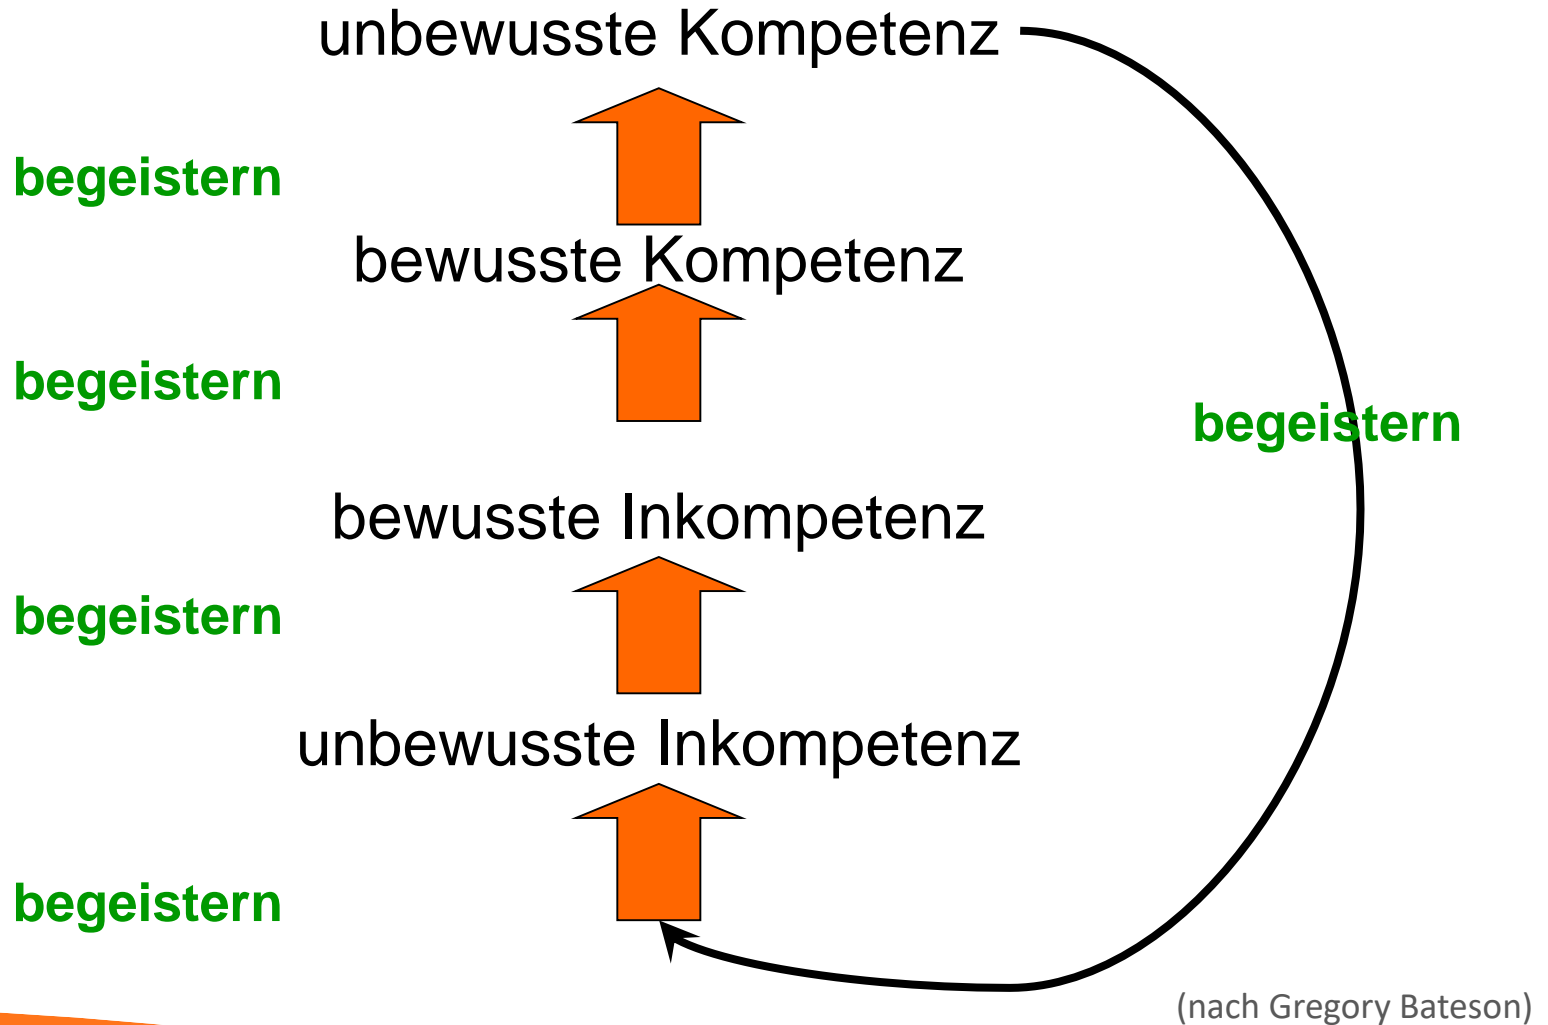 unbewusste Kompetenz
begeistern
bewusste Kompetenz
begeistern
begeistern
bewusste Inkompetenz
begeistern
unbewusste Inkompetenz
begeistern
(nach Gregory Bateson)